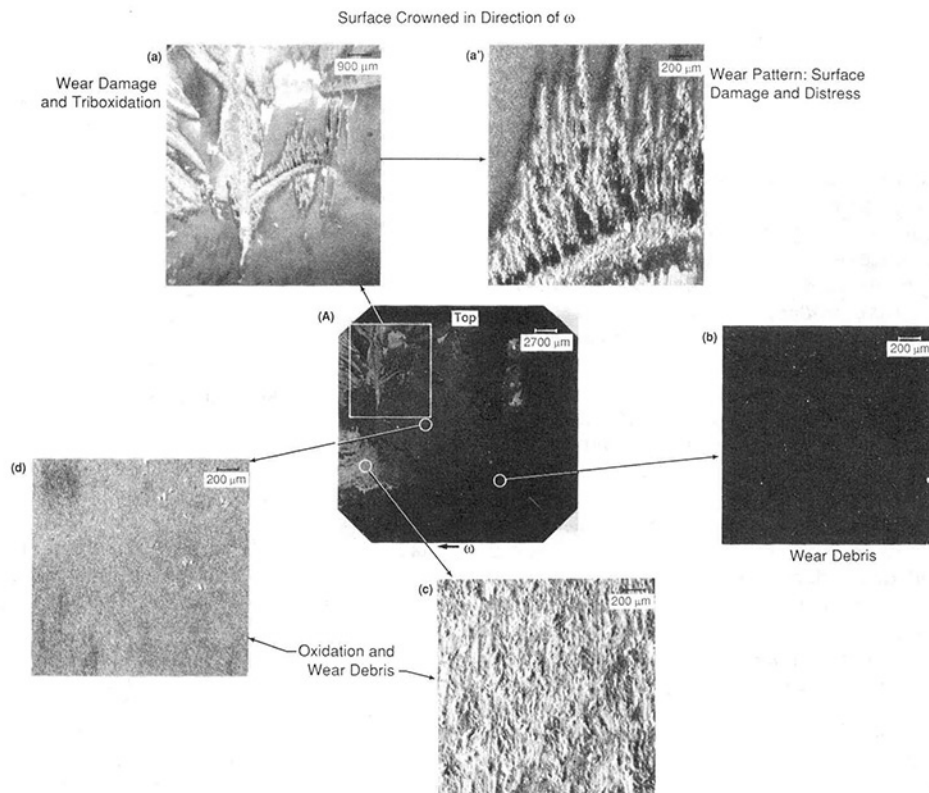 Surface Crowned in Direction of ω
(a)
900 μm
Wear Damage
and Triboxidation
(a')
200 μm
Wear Pattern: Surface
Damage and Distress
(A)
Top
2700 μm
(b)
200 μm
Wear Debris
(d)
200 μm
ω
(c)
200 μm
Oxidation and
Wear Debris